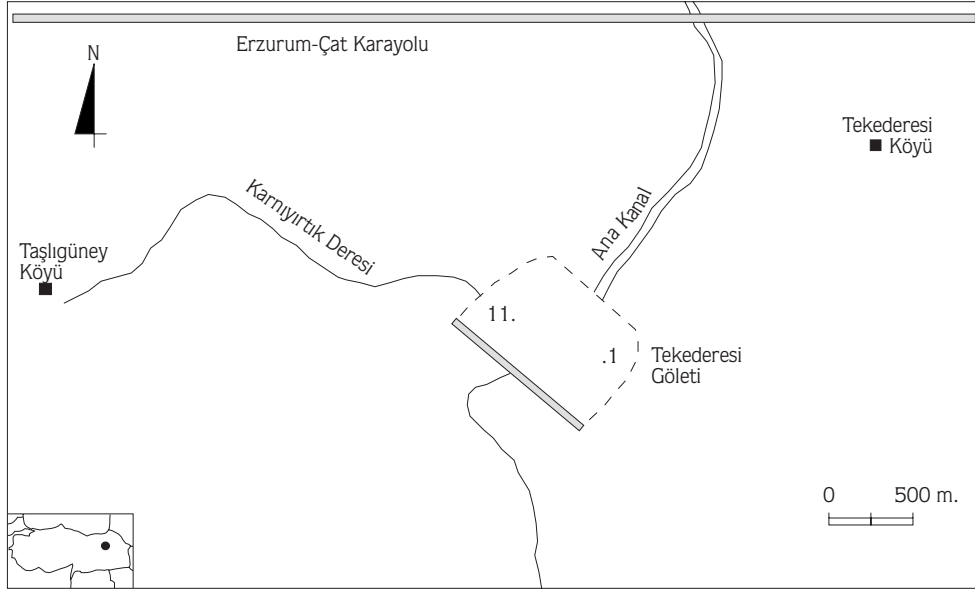 Erzurum-Çat Karayolu
N
Tekederesi
Köyü
Karnıyırtık Deresi
Ana Kanal
Taşlıgüney
Köyü
11.
.1
Tekederesi
Göleti
0 500 m.